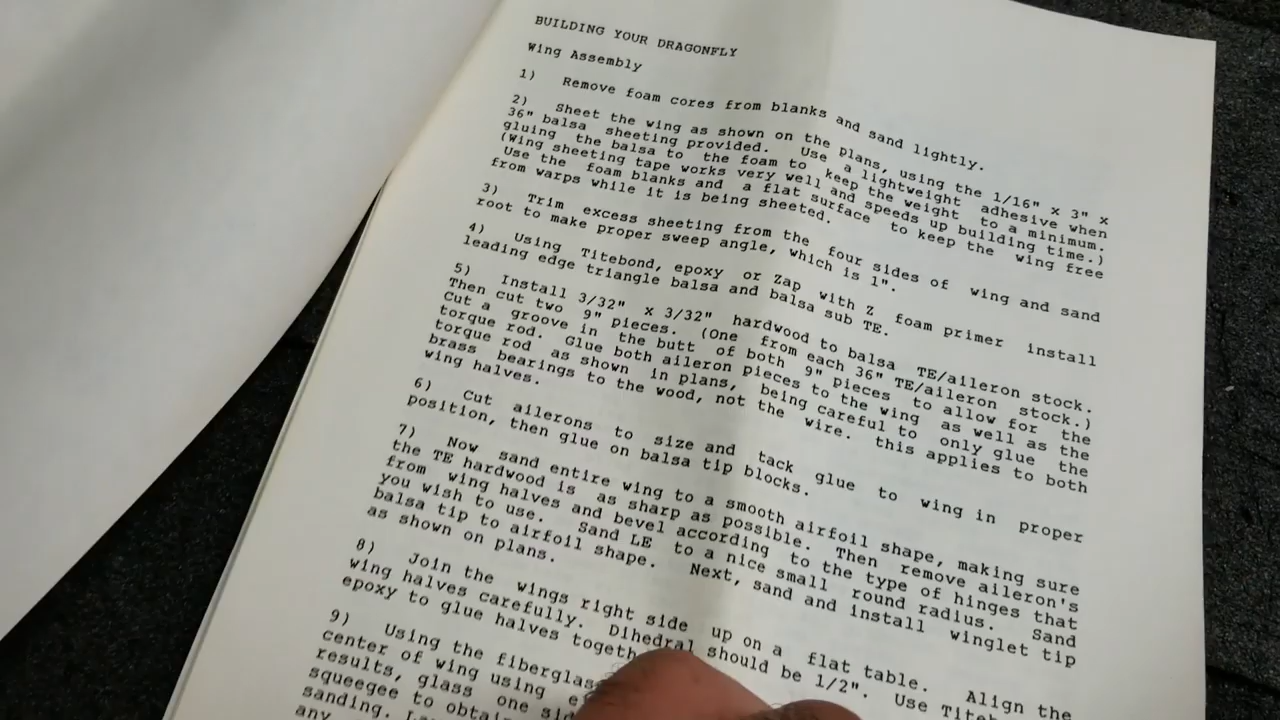 BUILDING YOUR DRAGONFLY
Wing Assembly
1) Remove foam cores from blanks and sand lightly.
2) Sheet the wing as shown on the plans, using the 1/16" x 3" x
36" balsa sheeting provided. Use a lightweight adhesive when
gluing the balsa to the foam to keep the weight to a minimum.
(Wing sheeting tape works very well and speeds up building time.)
Use the foam blanks and a flat surface to keep the wing free
from warps while it is being sheeted.
3) Trim excess sheeting from the four sides of wing and sand
root to make proper sweep angle, which is 1".
4) Using Titebond, epoxy or Zap with Z foam primer install
leading edge triangle balsa and balsa sub TE.
5) Install 3/32" x 3/32" hardwood to balsa TE/aileron stock.
Then cut two 9" pieces. (One from each 36" TE/aileron stock.)
Cut a groove in the butt of both 9" pieces to allow for the
torque rod. Glue both aileron pieces to the wing as well as the
torque rod as shown in plans, being careful to only glue the
brass bearings to the wood, not the wire. this applies to both
wing halves.
6) Cut ailerons to size and tack glue to wing in proper
position, then glue on balsa tip blocks.
7) Now sand entire wing to a smooth airfoil shape, making sure
the TE hardwood is as sharp as possible. Then remove aileron's
from wing halves and bevel according to the type of hinges that
you wish to use. Sand LE to a nice small round radius. Sand
balsa tip to airfoil shape. Next, sand and install winglet tip
as shown on plans.
8) Join the wings right side up on a flat table. Align the
wing halves carefully. Dihedral should be 1/2". Use
epoxy to glue halves
9) Using the
center of wing using
results, glass one
squeegee to
sanding.
any